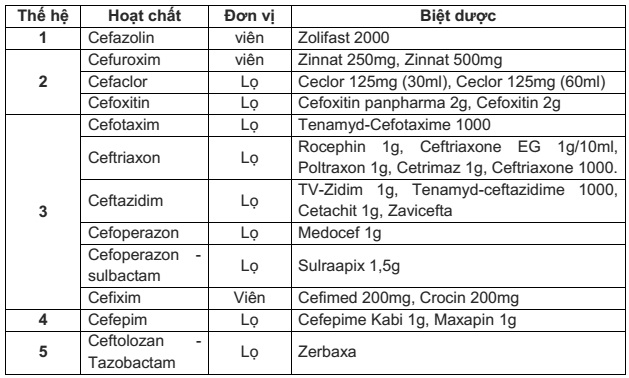 Thế hệ Hoạt chất Đơn vị Biệt dược
1 Cefazolin viên Zolifast 2000
2 Cefuroxim viên Zinnat 250mg, Zinnat 500mg
Cefaclor Lọ Ceclor 125mg (30ml), Ceclor 125mg (60ml)
Cefoxitin Lọ Cefoxitin panpharma 2g, Cefoxitin 2g
3 Cefotaxim Lọ Tenamyd-Cefotaxime 1000
Ceftriaxon Lọ Rocephin 1g, Ceftriaxone EG 1g/10ml,
Poltraxon 1g, Cetrimaz 1g, Ceftriaxone 1000.
Ceftazidim Lọ TV-Zidim 1g, Tenamyd-ceftazidime 1000,
Cetachit 1g, Zavicefta
Cefoperazon Lọ Medocef 1g
Cefoperazon -
sulbactam Lọ Sulraapix 1,5g
Cefixim Viên Cefimed 200mg, Crocin 200mg
4 Cefepim Lọ Cefepime Kabi 1g, Maxapin 1g
5 Ceftolozan -
Tazobactam Lọ Zerbaxa